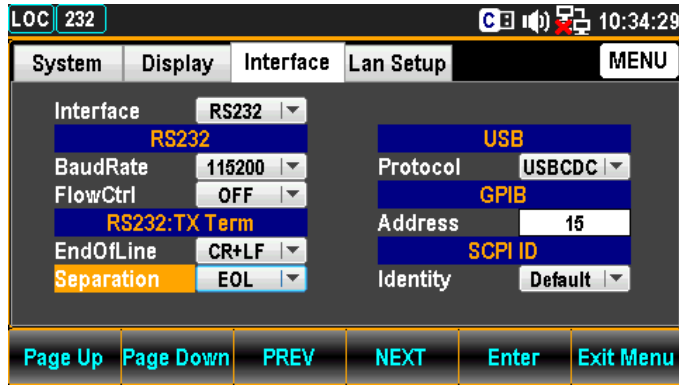 LOC 232 C 10:34:29
System Display Interface Lan Setup MENU
Interface RS232
RS232 USB
BaudRate 115200 Protocol USBCDC
FlowCtrl OFF GPIB
RS232:TX Term Address 15
EndOfLine CR+LF SCPI ID
Separation EOL Identity Default
Page Up Page Down PREV NEXT Enter Exit Menu